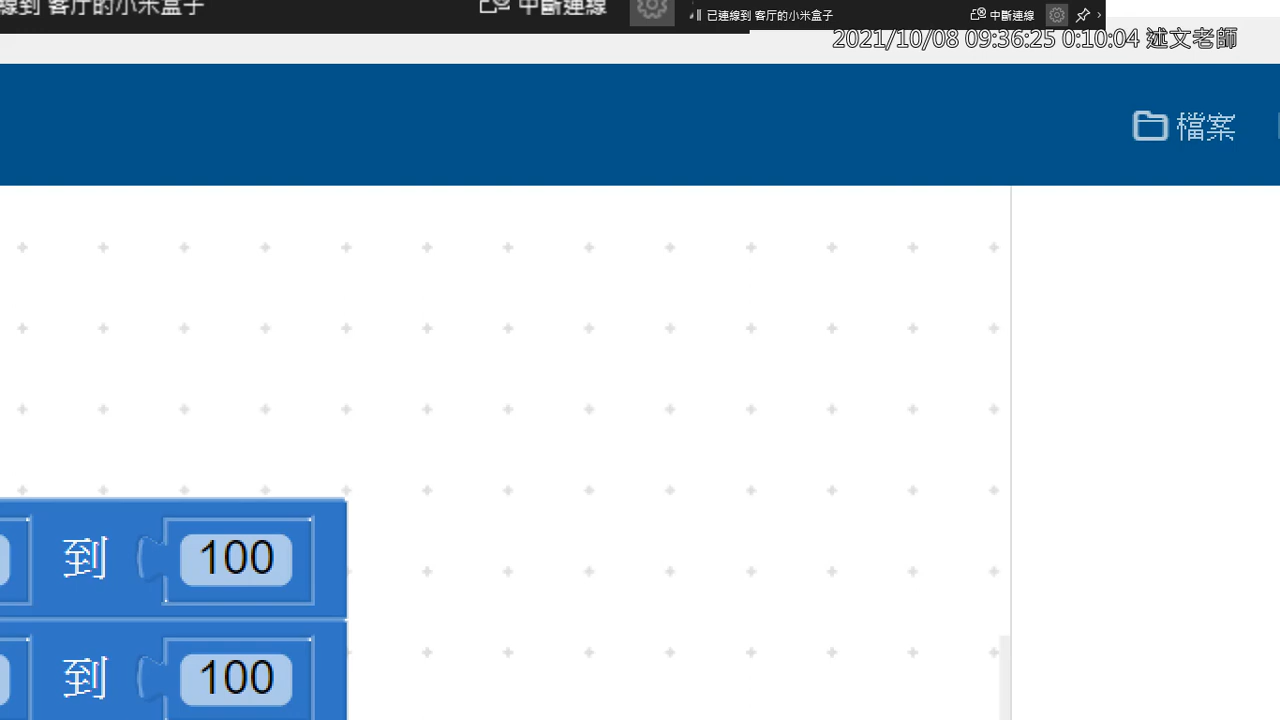 線到 客厅的小米盒子 中斷連線
已連線到 客厅的小米盒子 中斷連線
2021/10/08 09:36:25 0:10:04 述文老師
檔案
到 100
到 100